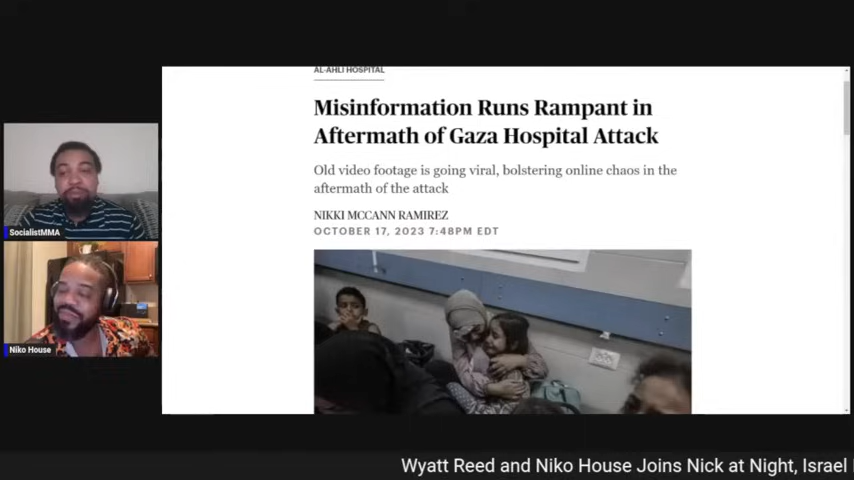 AL-AHLI HOSPITAL
Misinformation Runs Rampant in
Aftermath of Gaza Hospital Attack
Old video footage is going viral, bolstering online chaos in the
aftermath of the attack
NIKKI MCCANN RAMIREZ
OCTOBER 17, 2023 7:48PM EDT
SocialistMMA
Niko House
Wyatt Reed and Niko House Joins Nick at Night, Israel